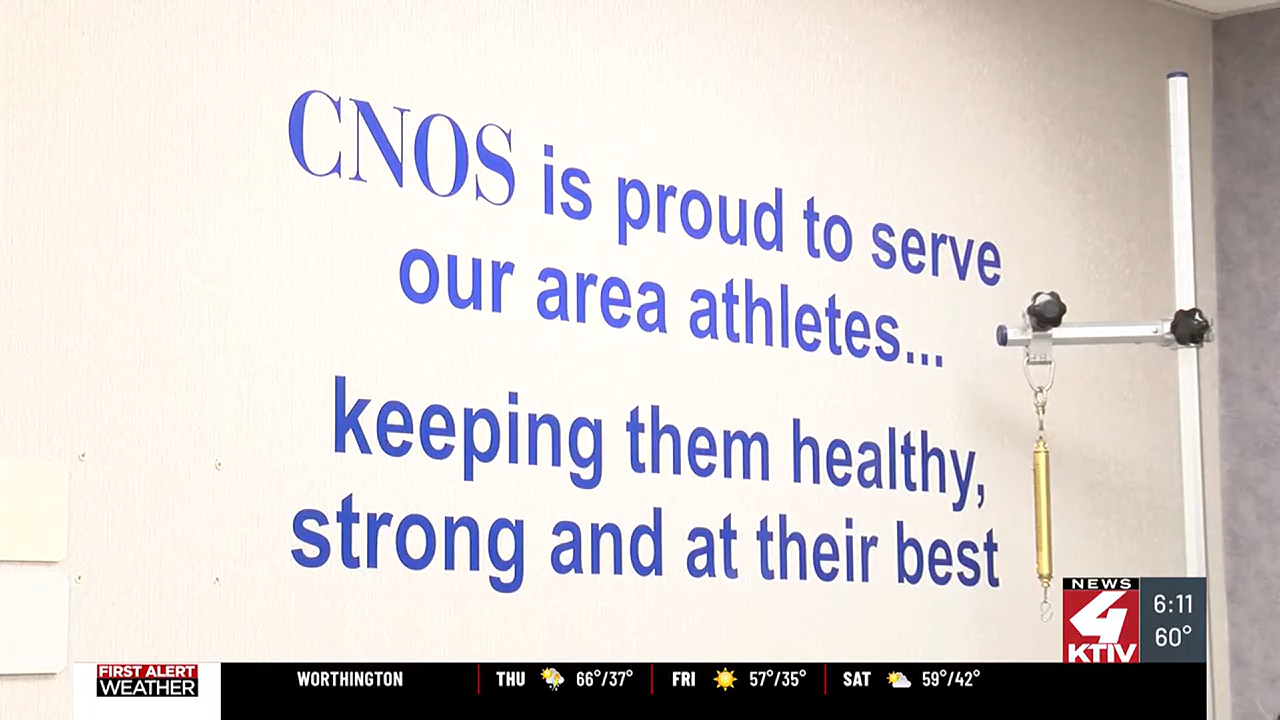 CNOS is proud to serve
our area athletes...
keeping them healthy,
strong and at their best
NEWS
4
KTIV
6:11
60°
FIRST ALERT
WEATHER
WORTHINGTON THU 66°/37° FRI 57°/35° SAT 59°/42°